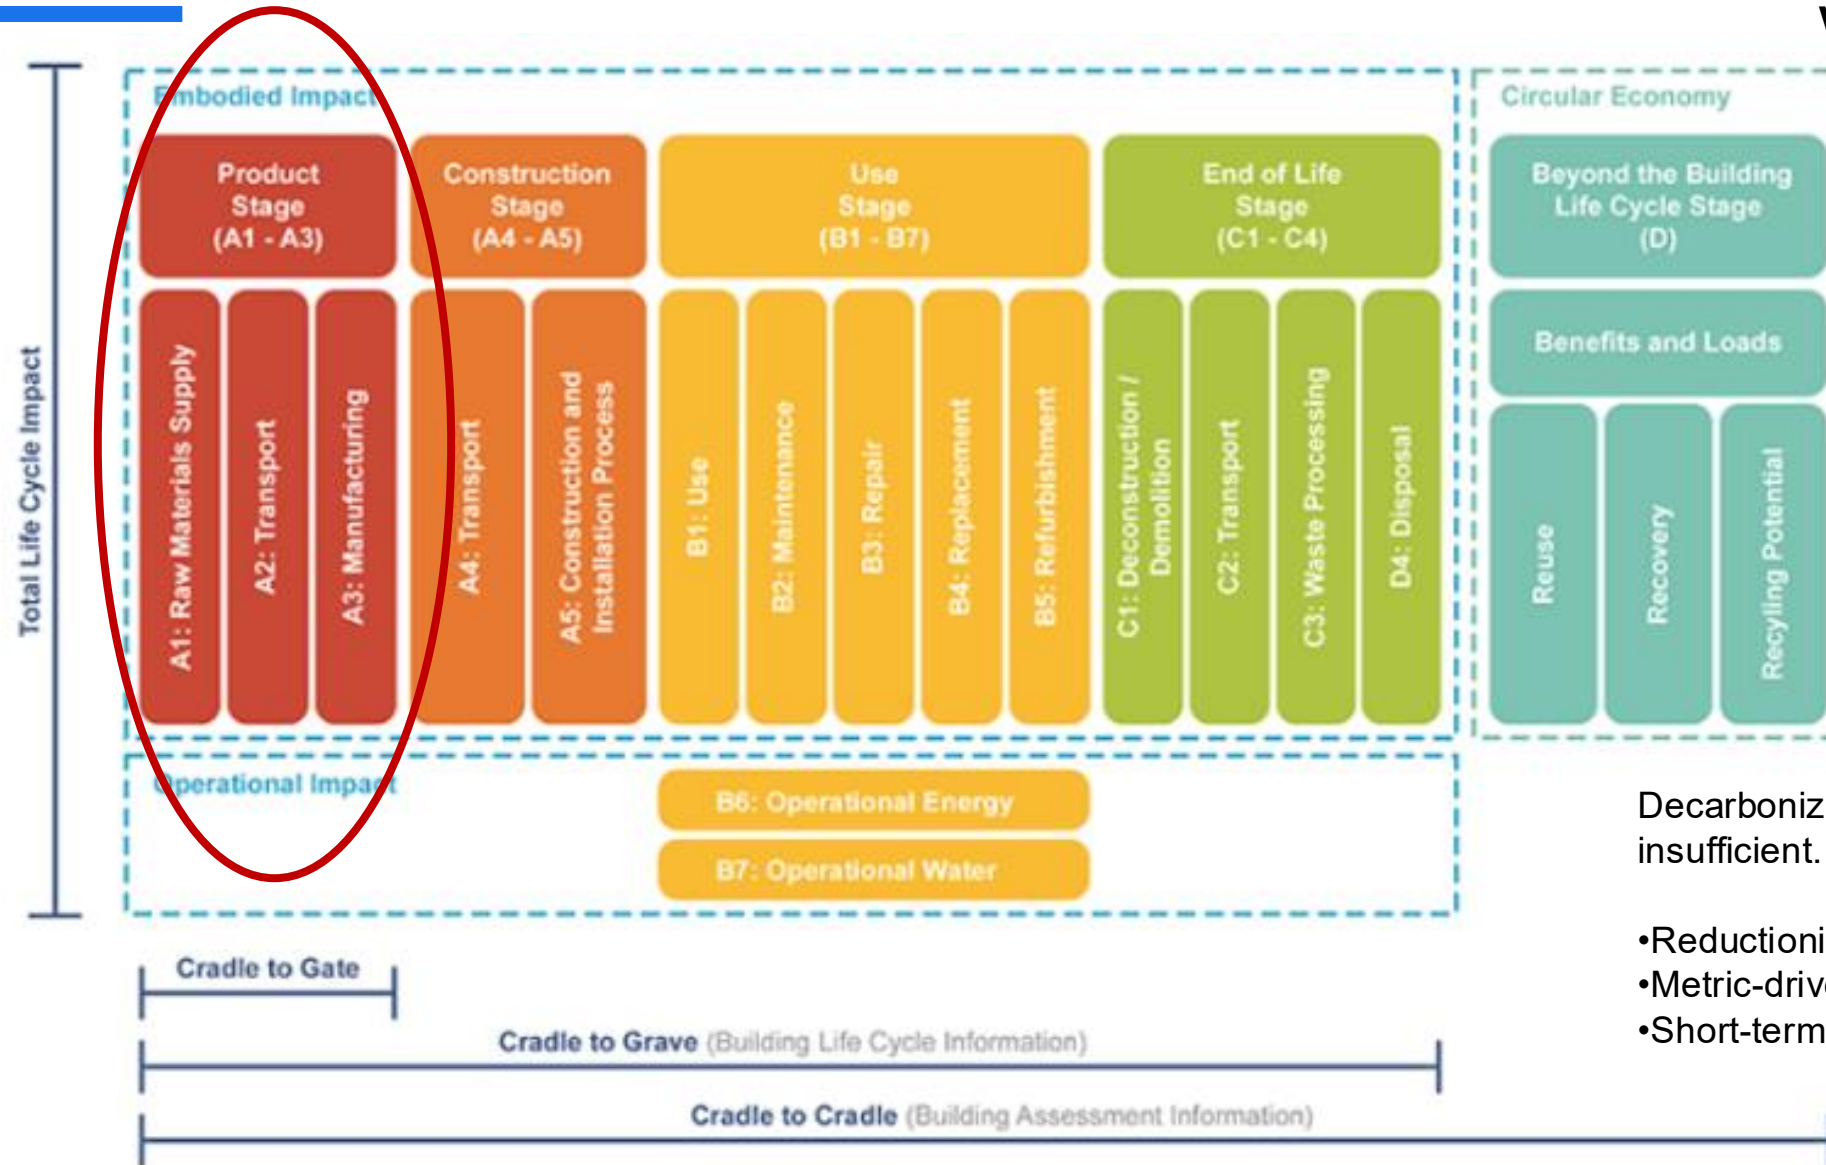 Embodied Impact
Circular Economy
Product
Stage
(A1 - A3)
Construction
Stage
(A4 - A5)
Use
Stage
(B1 - B7)
End of Life
Stage
(C1 - C4)
Beyond the Building
Life Cycle Stage
(D)
Benefits and Loads
Total Life Cycle Impact
A1: Raw Materials Supply
A2: Transport
A3: Manufacturing
A4: Transport
A5: Construction and
Installation Process
B1: Use
B2: Maintenance
B3: Repair
B4: Replacement
B5: Refurbishment
C1: Deconstruction /
Demolition
C2: Transport
C3: Waste Processing
D4: Disposal
Reuse
Recovery
Recyling Potential
Operational Impact
B6: Operational Energy
B7: Operational Water
Decarboniz
insufficient.
•Reductioni
•Metric-driv
•Short-term
Cradle to Gate
Cradle to Grave (Building Life Cycle Information)
Cradle to Cradle (Building Assessment Information)